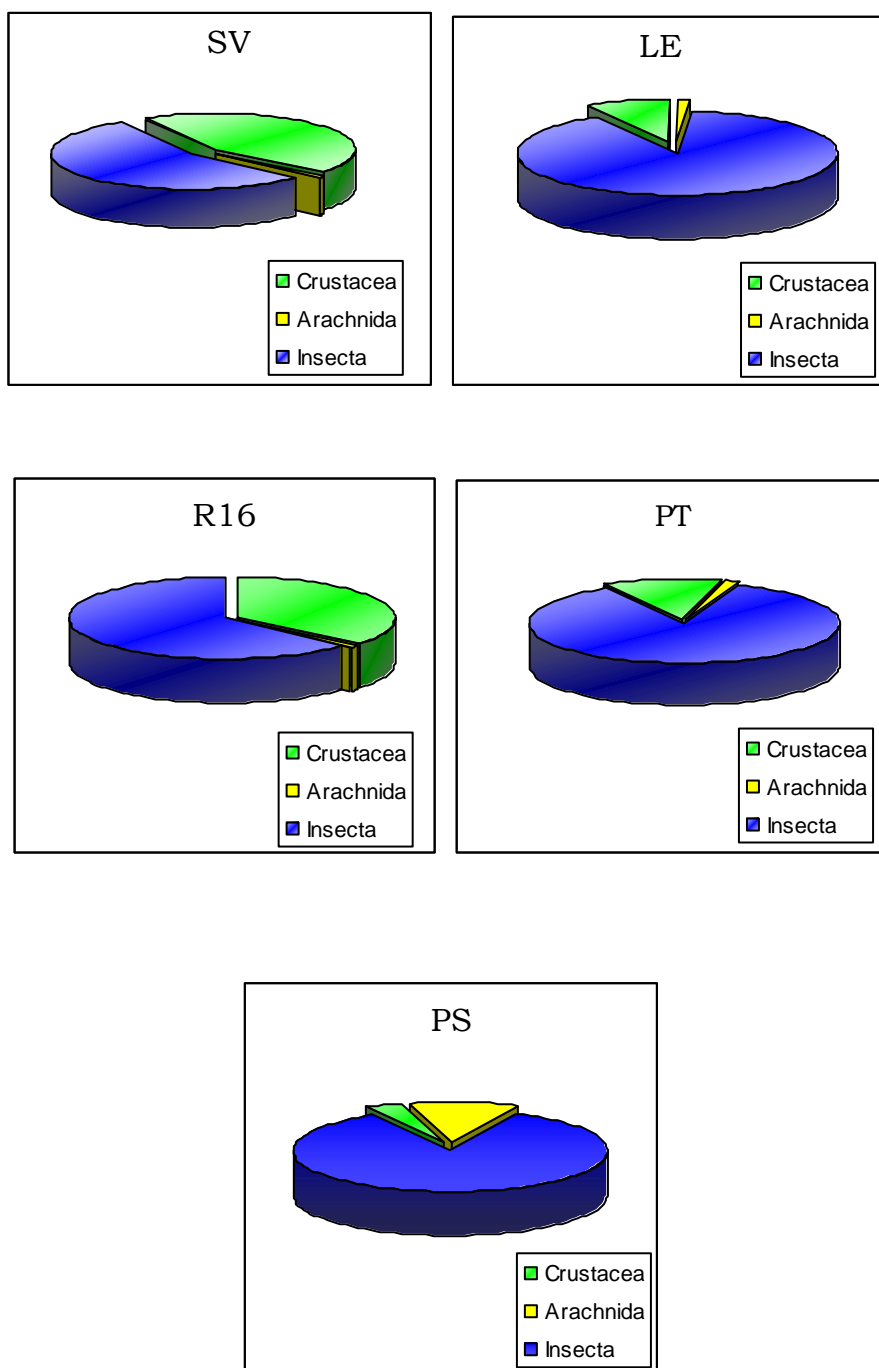 SV
Crustacea
Arachnida
Insecta
LE
Crustacea
Arachnida
Insecta
R16
Crustacea
Arachnida
Insecta
PT
Crustacea
Arachnida
Insecta
PS
Crustacea
Arachnida
Insecta